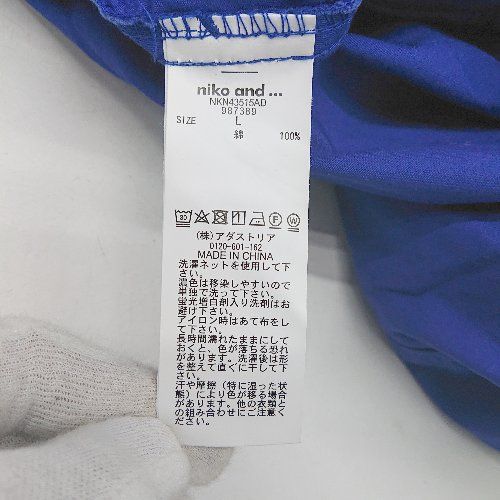 niko and ...
NKN43515AD
987389
SIZE L
綿 100%
(株)アダストリア
0120-601-162
MADE IN CHINA
洗濯ネットを使用して下
さい。
濃色は移染しやすいので
単独で洗って下さい。
蛍光増白剤入り洗剤はお
避け下さい。
アイロン時はあて布をし
て下さい。
長時間濡れたままにして
おくと、色が落ちる恐れ
があります。洗濯後は形
を整えて直ぐに干して下
さい。
汗や摩擦(特に湿った状
態)により色が移る場合
があります。他の衣類と
の組み合わせにご注意く
ださい。